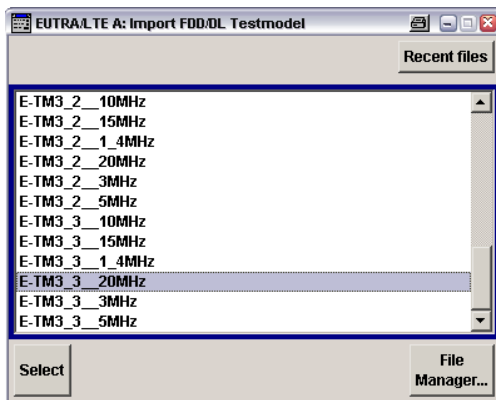 EUTRA/LTE A: Import FDD/DL Testmodel
Recent files
E-TM3_2__10MHz
E-TM3_2__15MHz
E-TM3_2__1_4MHz
E-TM3_2__20MHz
E-TM3_2__3MHz
E-TM3_2__5MHz
E-TM3_3__10MHz
E-TM3_3__15MHz
E-TM3_3__1_4MHz
E-TM3_3__20MHz
E-TM3_3__3MHz
E-TM3_3__5MHz
Select
File
Manager...